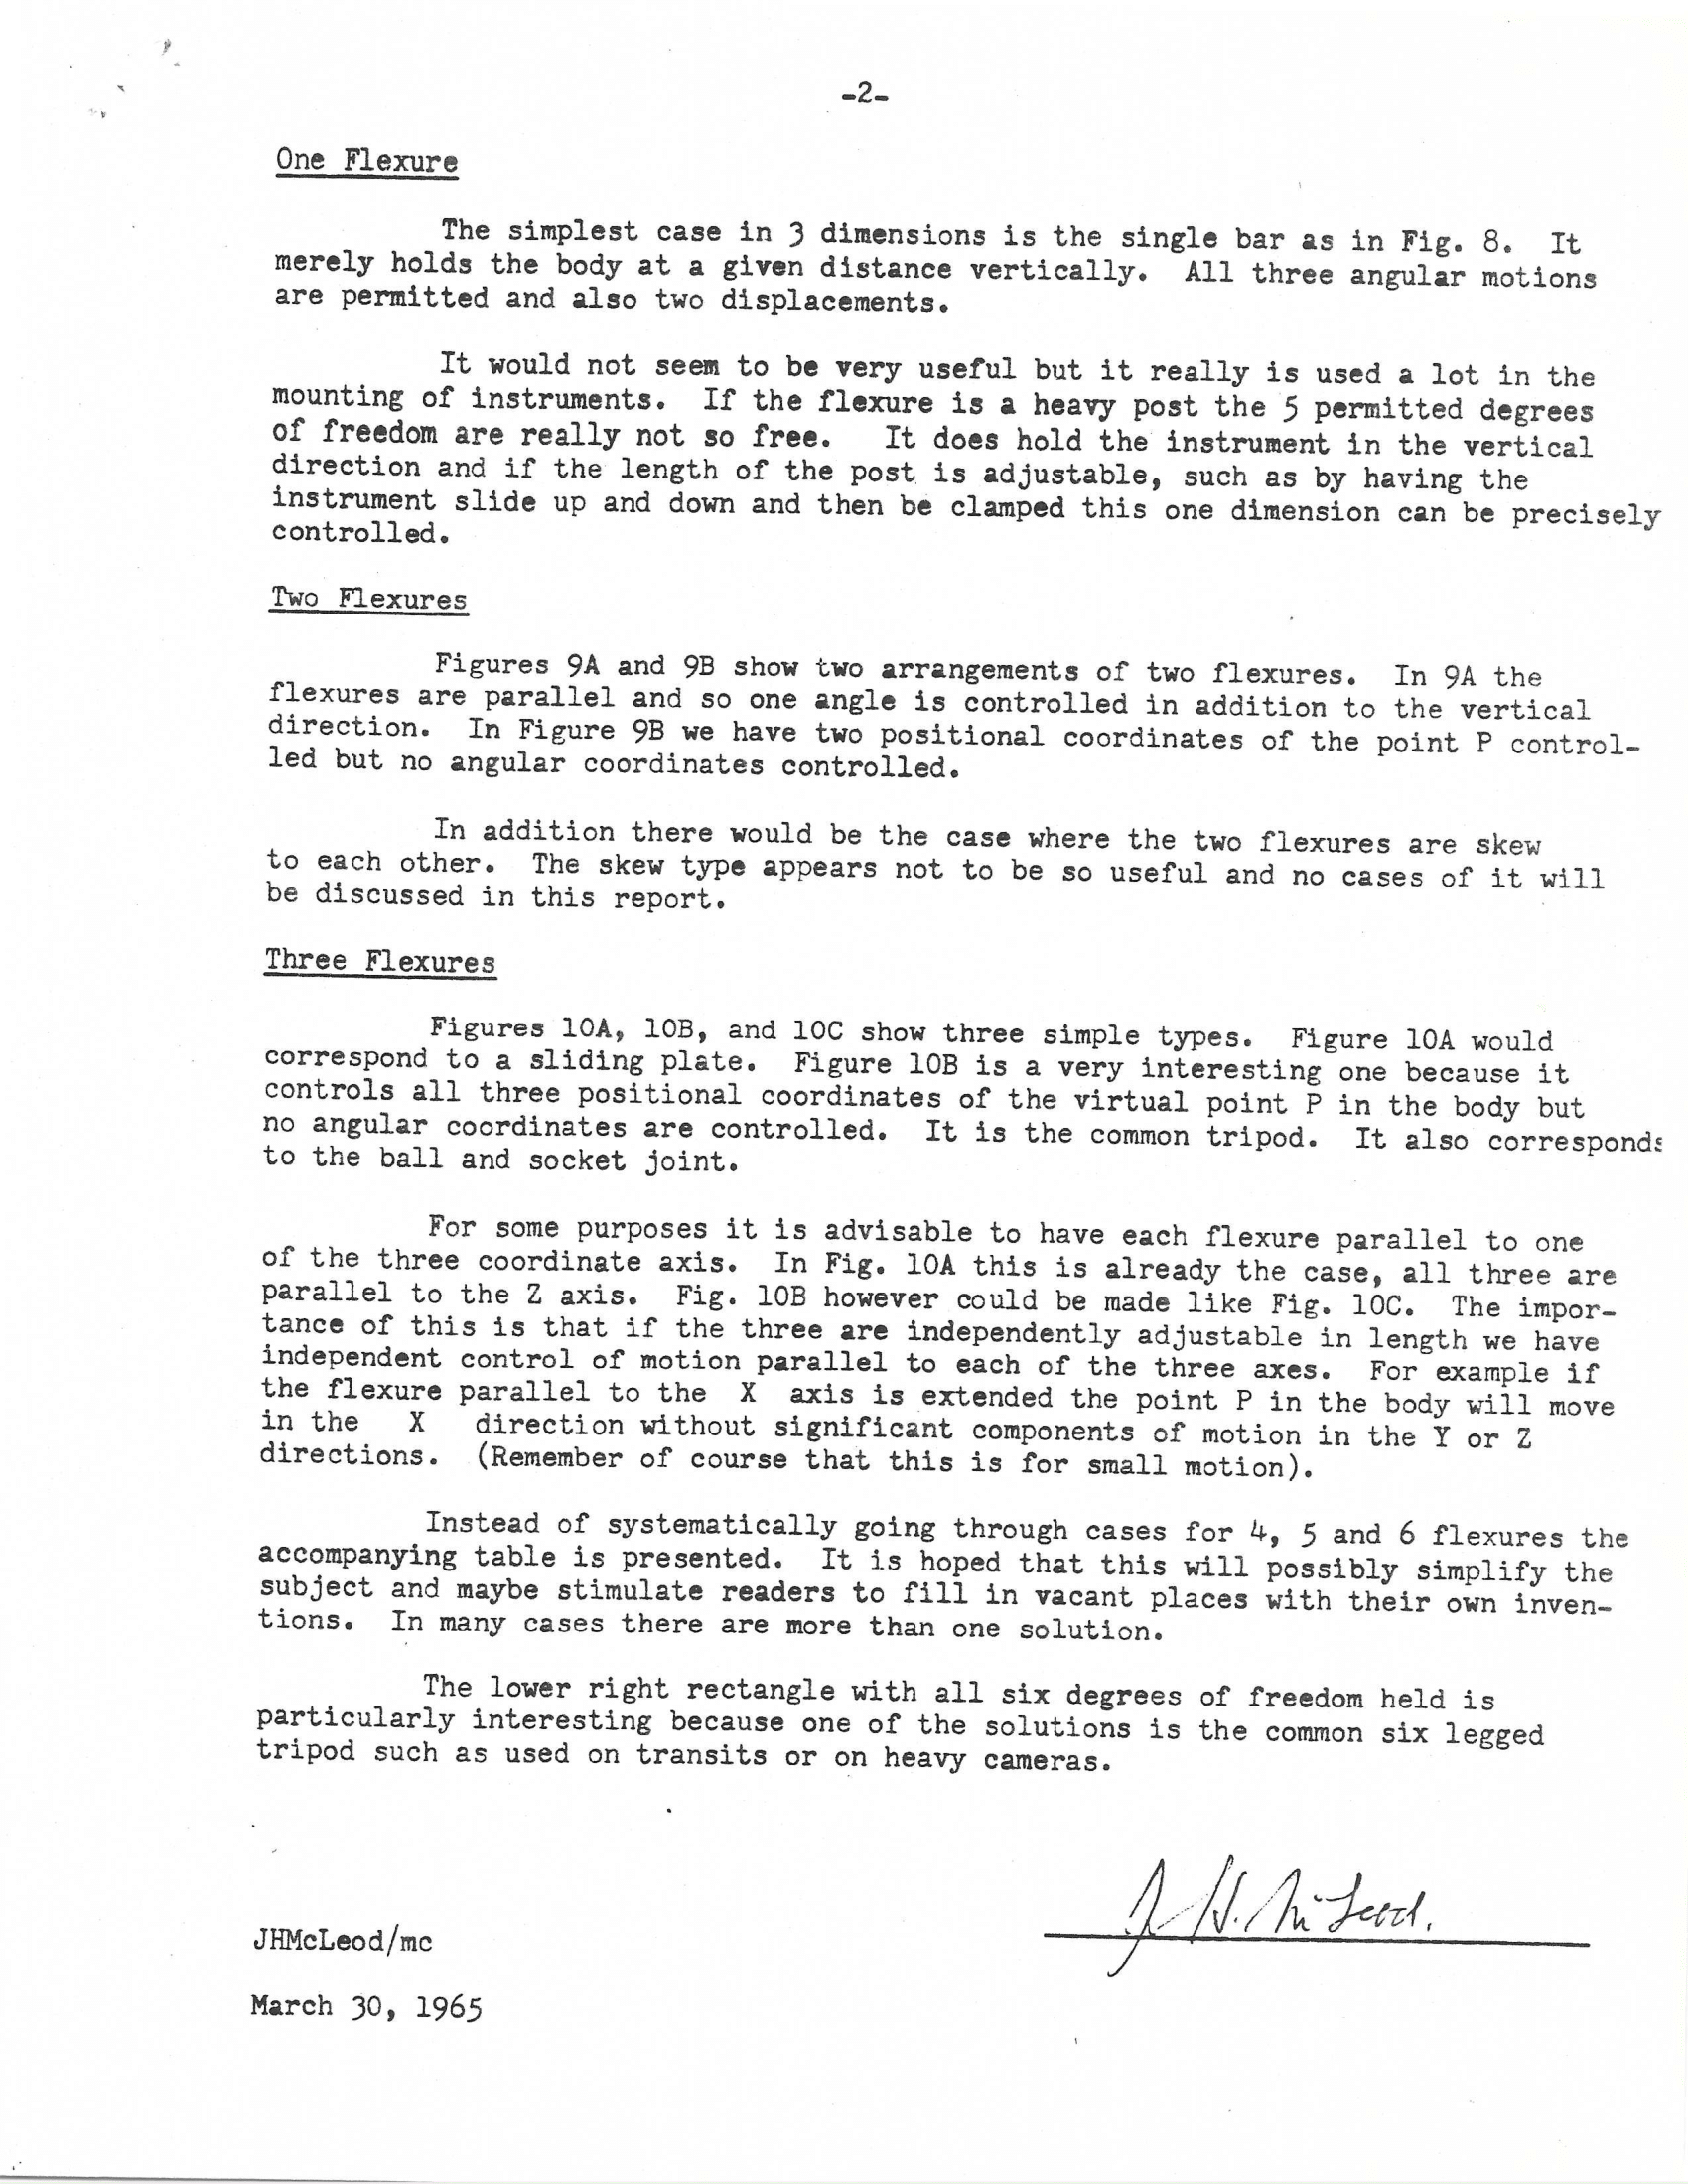 -2-
One Flexure
The simplest case in 3 dimensions is the single bar as in Fig. 8. It
merely holds the body at a given distance vertically. All three angular motions
are permitted and also two displacements.
It would not seem to be very useful but it really is used a lot in the
mounting of instruments. If the flexure is a heavy post the 5 permitted degrees
of freedom are really not so free. It does hold the instrument in the vertical
direction and if the length of the post is adjustable, such as by having the
instrument slide up and down and then be clamped this one dimension can be precisely
controlled.
Two Flexures
Figures 9A and 9B show two arrangements of two flexures. In 9A the
flexures are parallel and so one angle is controlled in addition to the vertical
direction. In Figure 9B we have two positional coordinates of the point P control-
led but no angular coordinates controlled.
In addition there would be the case where the two flexures are skew
to each other. The skew type appears not to be so useful and no cases of it will
be discussed in this report.
Three Flexures
Figures 10A, 10B, and 10C show three simple types. Figure 10A would
correspond to a sliding plate. Figure 10B is a very interesting one because it
controls all three positional coordinates of the virtual point P in the body but
no angular coordinates are controlled. It is the common tripod. It also corresponds
to the ball and socket joint.
For some purposes it is advisable to have each flexure parallel to one
of the three coordinate axis. In Fig. 10A this is already the case, all three are
parallel to the Z axis. Fig. 10B however could be made like Fig. 10C. The impor-
tance of this is that if the three are independently adjustable in length we have
independent control of motion parallel to each of the three axes. For example if
the flexure parallel to the X axis is extended the point P in the body will move
in the X direction without significant components of motion in the Y or Z
directions. (Remember of course that this is for small motion).
Instead of systematically going through cases for 4, 5 and 6 flexures the
accompanying table is presented. It is hoped that this will possibly simplify the
subject and maybe stimulate readers to fill in vacant places with their own inven-
tions. In many cases there are more than one solution.
The lower right rectangle with all six degrees of freedom held is
particularly interesting because one of the solutions is the common six legged
tripod such as used on transits or on heavy cameras.
J. H. McLeod.
JHMcLeod/mc
March 30, 1965